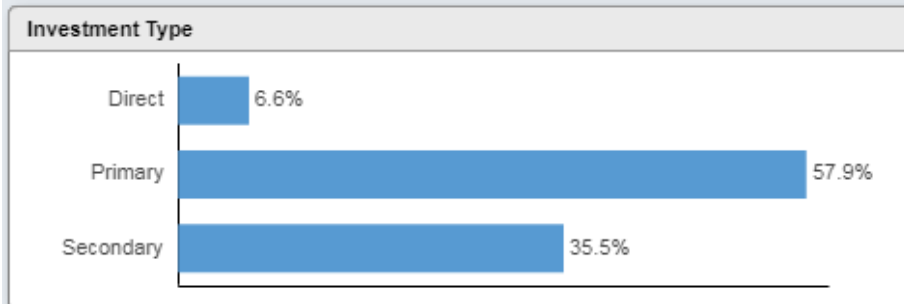 Investment Type
Direct 6.6%
Primary 57.9%
Secondary 35.5%